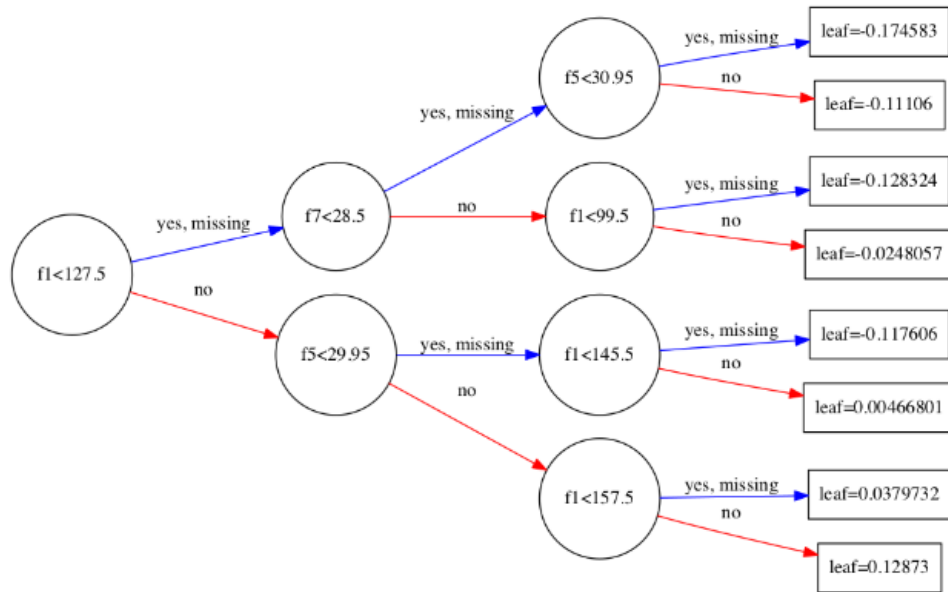 yes, missing
leaf=-0.174583
f5<30.95
no
leaf=-0.11106
yes, missing
yes, missing
leaf=-0.128324
f7<28.5
no
f1<99.5
no
yes, missing
leaf=-0.0248057
f1<127.5
no
yes, missing
leaf=-0.117606
f5<29.95
yes, missing
f1<145.5
no
no
leaf=0.00466801
yes, missing
leaf=0.0379732
f1<157.5
no
leaf=0.12873